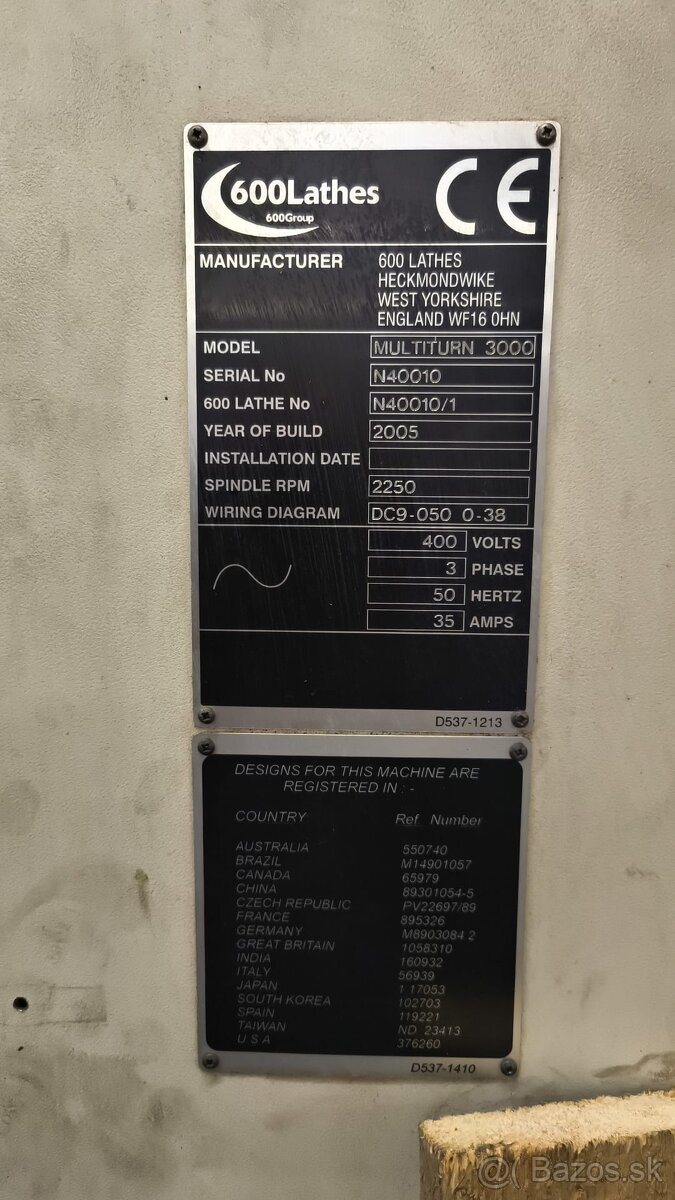 600Lathes
600Group
CE
MANUFACTURER 600 LATHES
HECKMONDWIKE
WEST YORKSHIRE
ENGLAND WF16 0HN
MODEL MULTITURN 3000
SERIAL No N40010
600 LATHE No N40010/1
YEAR OF BUILD 2005
INSTALLATION DATE
SPINDLE RPM 2250
WIRING DIAGRAM DC9-050 0-38
400 VOLTS
3 PHASE
50 HERTZ
35 AMPS
D537-1213
DESIGNS FOR THIS MACHINE ARE
REGISTERED IN : -
COUNTRY Ref Number
AUSTRALIA 550740
BRAZIL M14901057
CANADA 65979
CHINA 89301054-5
CZECH REPUBLIC PV22697/89
FRANCE 895326
GERMANY M8903084 2
GREAT BRITAIN 1058310
INDIA 160932
ITALY 56939
JAPAN 1 17053
SOUTH KOREA 102703
SPAIN 119221
TAIWAN ND 23413
U S A 376260
D537-1410
@ Bazos.sk